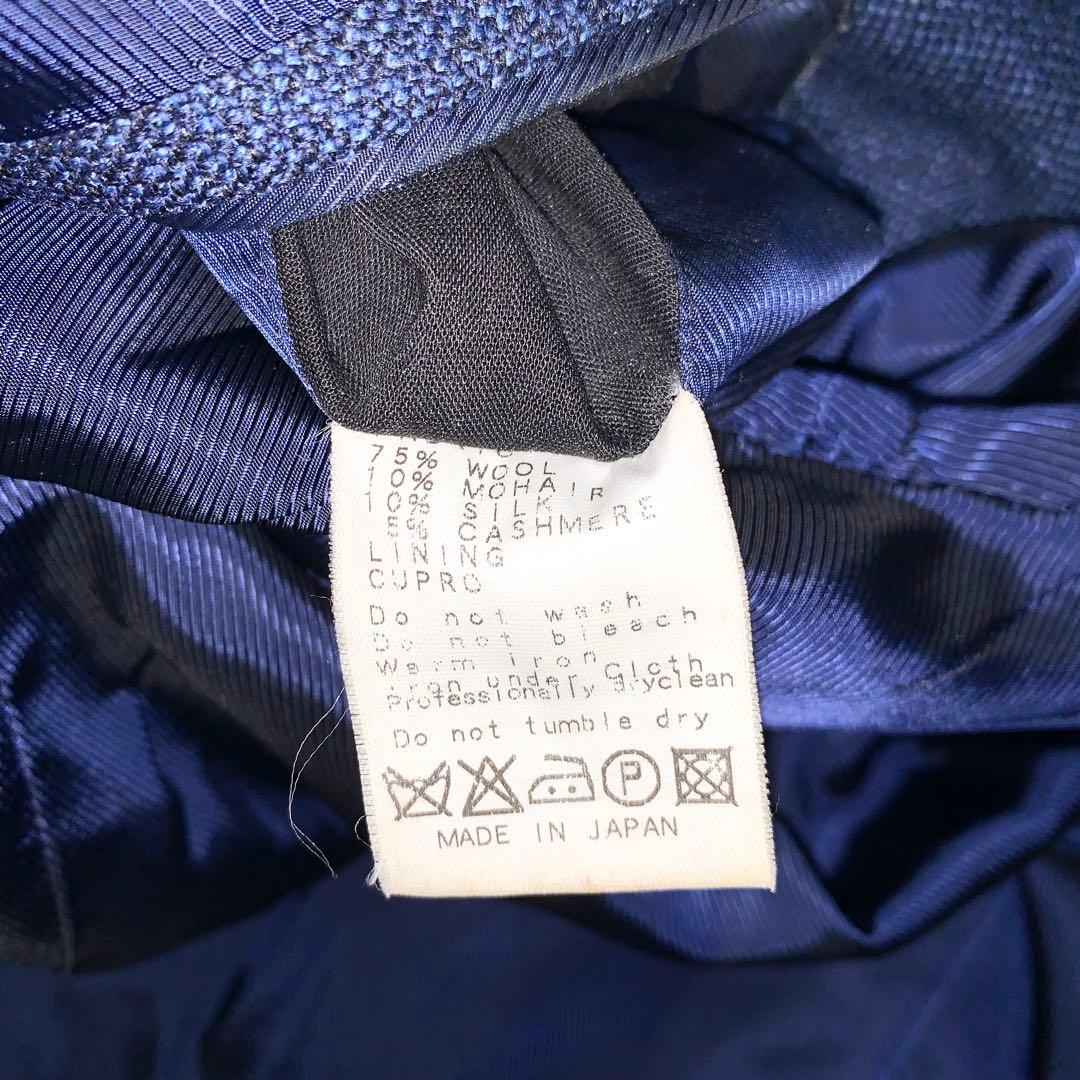 75% WOOL
10% MOHAIR
10% SILK
5% CASHMERE
LINING
CUPRO
Do not wash
Do not bleach
Warm iron
iron under Cloth
Professionally dryclean
Do not tumble dry
P
MADE IN JAPAN